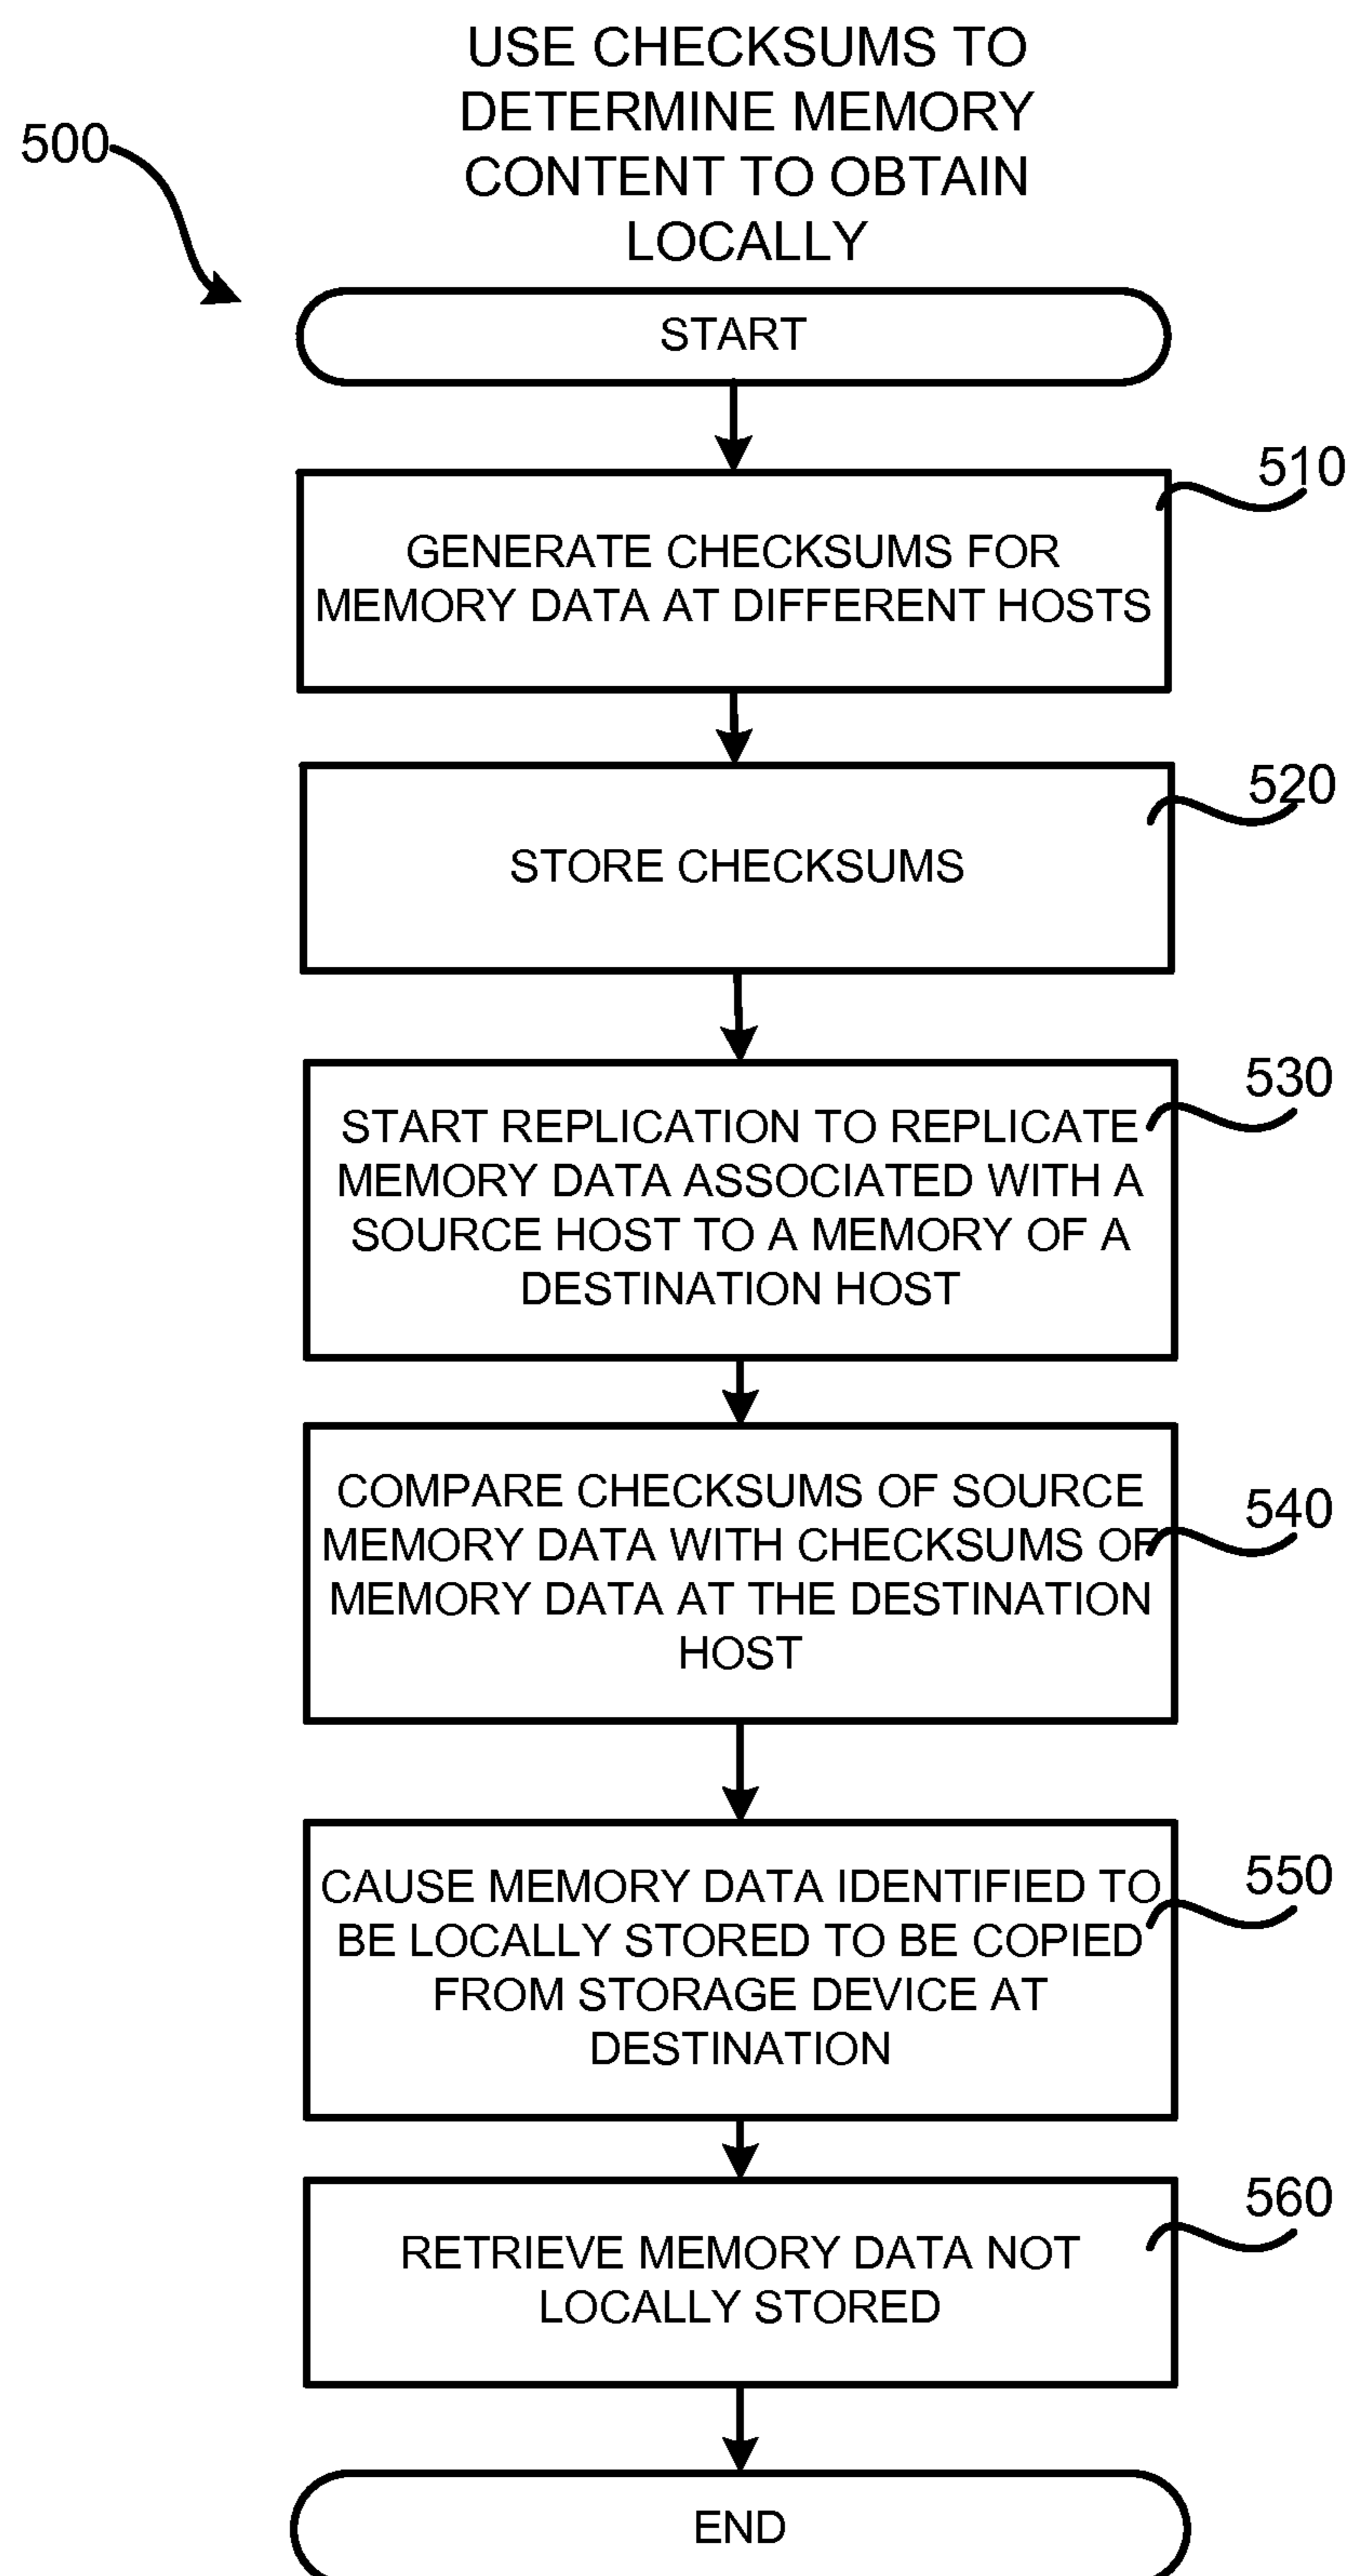 USE CHECKSUMS TO
DETERMINE MEMORY
CONTENT TO OBTAIN
LOCALLY
500
START
510
GENERATE CHECKSUMS FOR
MEMORY DATA AT DIFFERENT HOSTS
520
STORE CHECKSUMS
530
START REPLICATION TO REPLICATE
MEMORY DATA ASSOCIATED WITH A
SOURCE HOST TO A MEMORY OF A
DESTINATION HOST
540
COMPARE CHECKSUMS OF SOURCE
MEMORY DATA WITH CHECKSUMS OF
MEMORY DATA AT THE DESTINATION
HOST
550
CAUSE MEMORY DATA IDENTIFIED TO
BE LOCALLY STORED TO BE COPIED
FROM STORAGE DEVICE AT
DESTINATION
560
RETRIEVE MEMORY DATA NOT
LOCALLY STORED
END